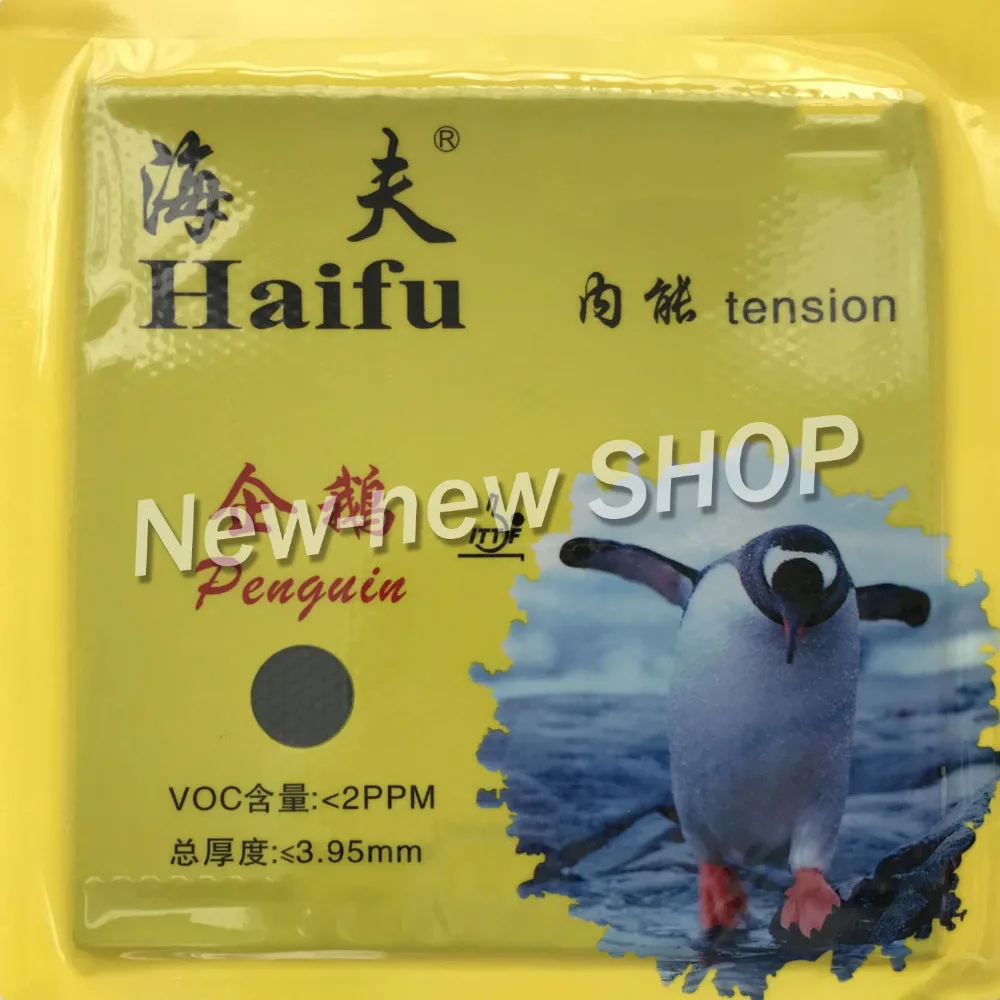 海夫®
Haifu
内能 tension
企鹅
New-new SHOP
ITTF
Penguin
VOC含量:<2PPM
总厚度:≤3.95mm